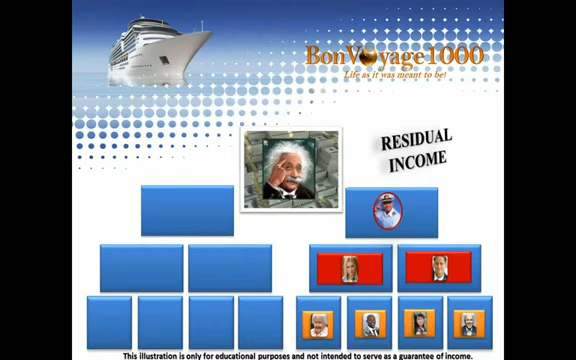 BonVoyage1000
Life as it was meant to be!
RESIDUAL
INCOME
This illustration is only for educational purposes and not intended to serve as a guarantee of income.